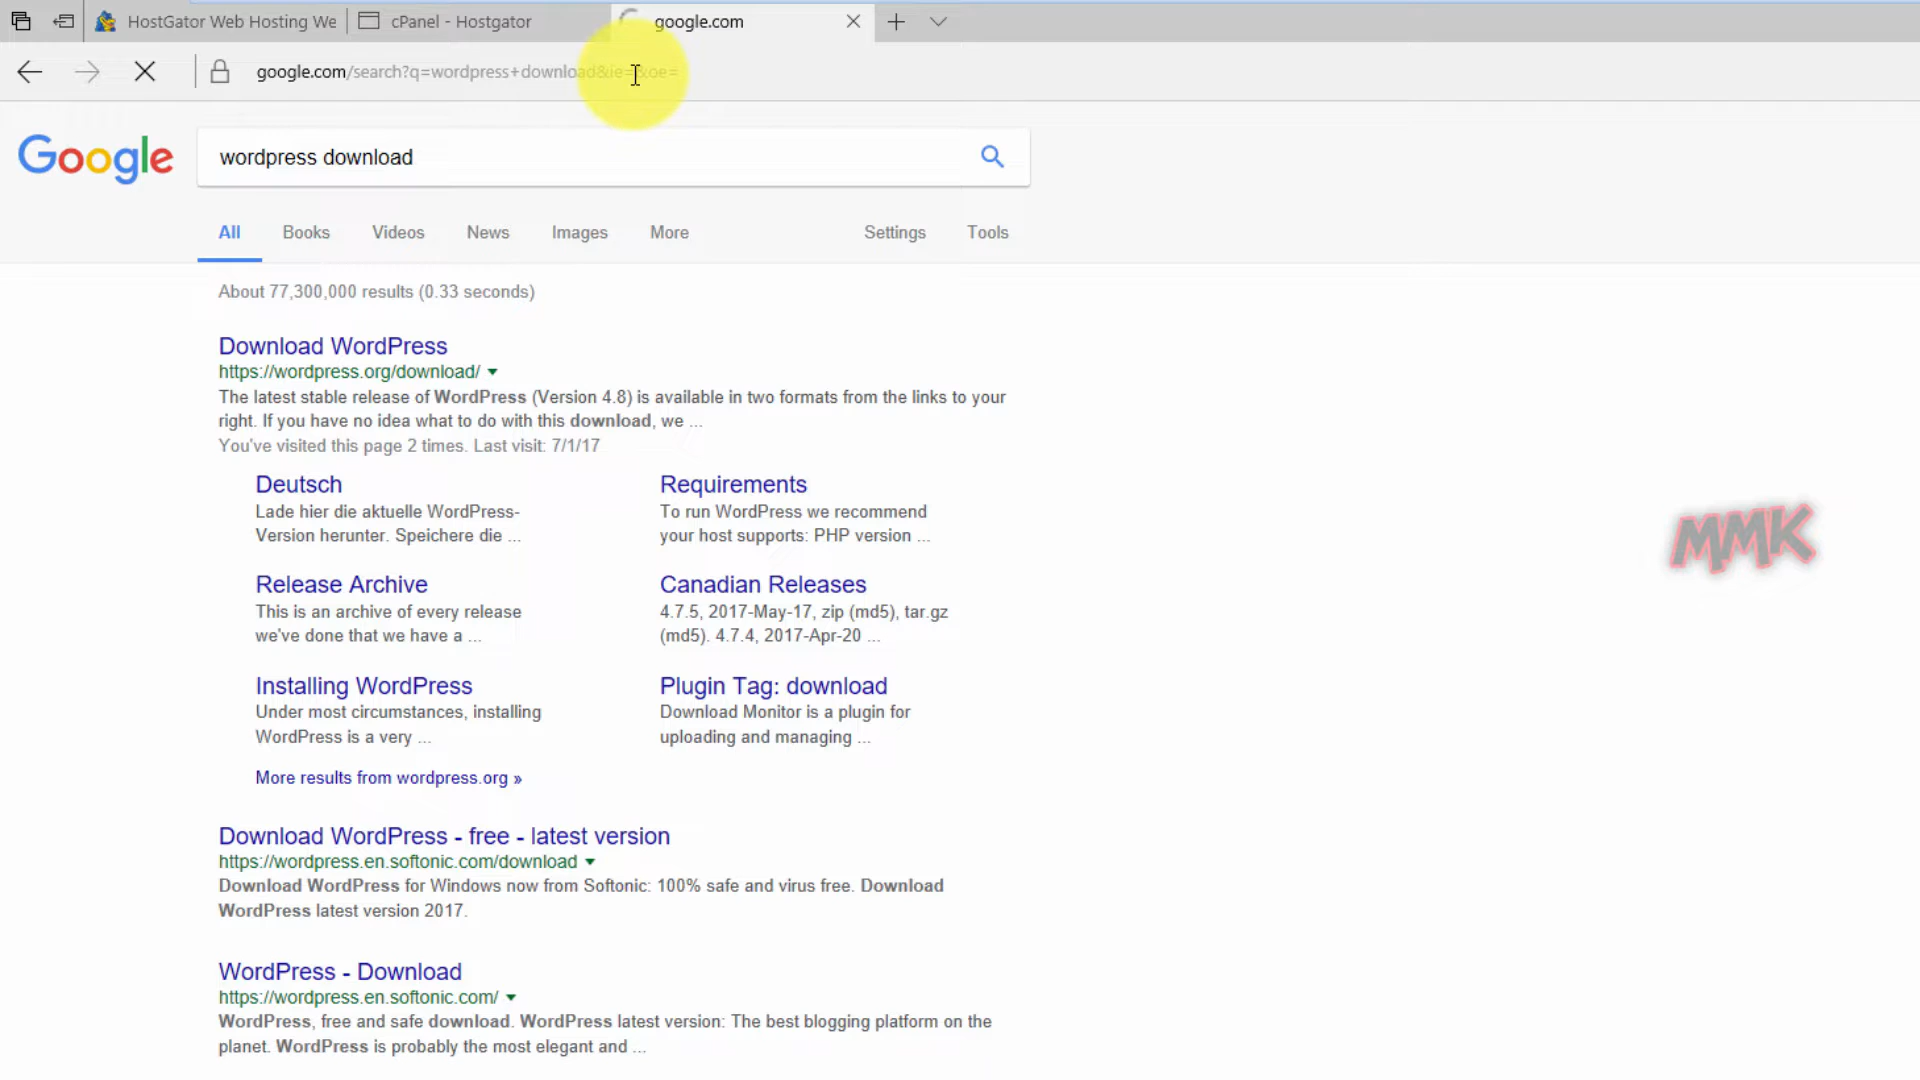 HostGator Web Hosting We
cPanel - Hostgator
google.com
google.com/search?q=wordpress+download&ie=&oe=
Google
wordpress download
All Books Videos News Images More Settings Tools
About 77,300,000 results (0.33 seconds)
Download WordPress
https://wordpress.org/download/
The latest stable release of WordPress (Version 4.8) is available in two formats from the links to your
right. If you have no idea what to do with this download, we ...
You've visited this page 2 times. Last visit: 7/1/17
Deutsch
Lade hier die aktuelle WordPress-
Version herunter. Speichere die ...
Requirements
To run WordPress we recommend
your host supports: PHP version ...
Release Archive
This is an archive of every release
we've done that we have a ...
Canadian Releases
4.7.5, 2017-May-17, zip (md5), tar.gz
(md5). 4.7.4, 2017-Apr-20 ...
Installing WordPress
Under most circumstances, installing
WordPress is a very ...
Plugin Tag: download
Download Monitor is a plugin for
uploading and managing ...
More results from wordpress.org »
MMK
Download WordPress - free - latest version
https://wordpress.en.softonic.com/download
Download WordPress for Windows now from Softonic: 100% safe and virus free. Download
WordPress latest version 2017.
WordPress - Download
https://wordpress.en.softonic.com/
WordPress, free and safe download. WordPress latest version: The best blogging platform on the
planet. WordPress is probably the most elegant and ...